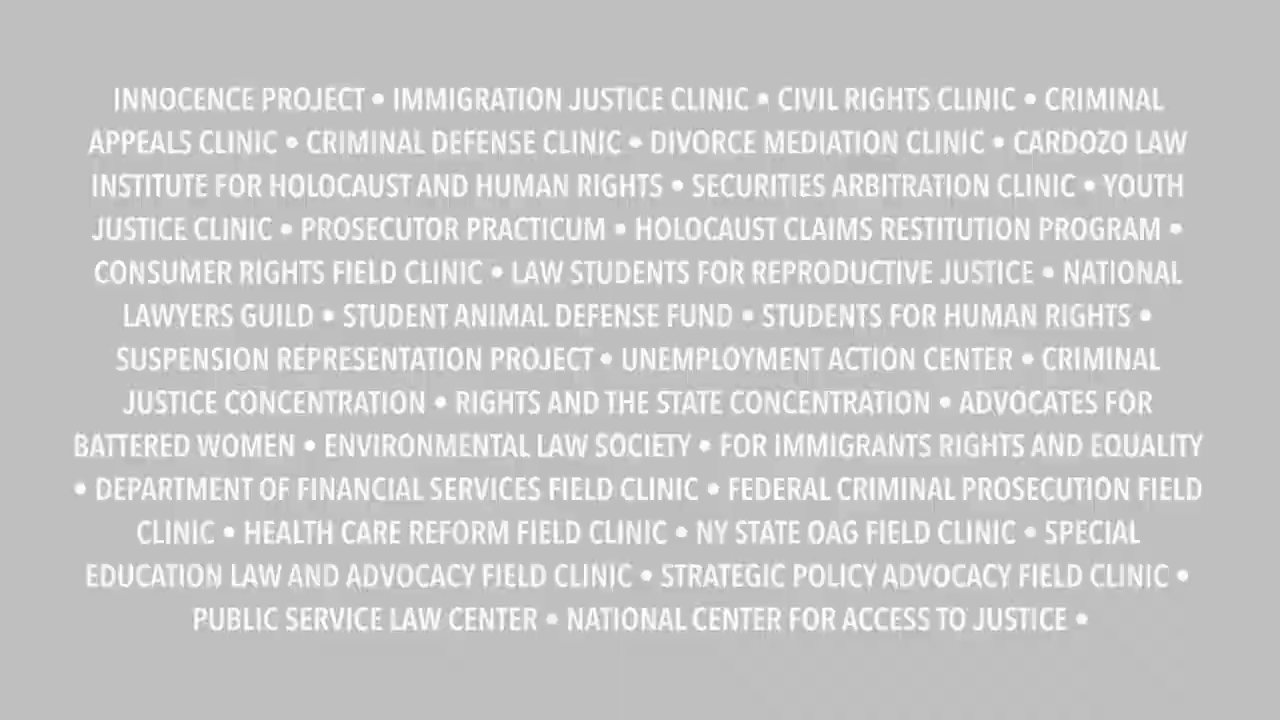 INNOCENCE PROJECT • IMMIGRATION JUSTICE CLINIC • CIVIL RIGHTS CLINIC • CRIMINAL
APPEALS CLINIC • CRIMINAL DEFENSE CLINIC • DIVORCE MEDIATION CLINIC • CARDOZO LAW
INSTITUTE FOR HOLOCAUST AND HUMAN RIGHTS • SECURITIES ARBITRATION CLINIC • YOUTH
JUSTICE CLINIC • PROSECUTOR PRACTICUM • HOLOCAUST CLAIMS RESTITUTION PROGRAM •
CONSUMER RIGHTS FIELD CLINIC • LAW STUDENTS FOR REPRODUCTIVE JUSTICE • NATIONAL
LAWYERS GUILD • STUDENT ANIMAL DEFENSE FUND • STUDENTS FOR HUMAN RIGHTS •
SUSPENSION REPRESENTATION PROJECT • UNEMPLOYMENT ACTION CENTER • CRIMINAL
JUSTICE CONCENTRATION • RIGHTS AND THE STATE CONCENTRATION • ADVOCATES FOR
BATTERED WOMEN • ENVIRONMENTAL LAW SOCIETY • FOR IMMIGRANTS RIGHTS AND EQUALITY
• DEPARTMENT OF FINANCIAL SERVICES FIELD CLINIC • FEDERAL CRIMINAL PROSECUTION FIELD
CLINIC • HEALTH CARE REFORM FIELD CLINIC • NY STATE OAG FIELD CLINIC • SPECIAL
EDUCATION LAW AND ADVOCACY FIELD CLINIC • STRATEGIC POLICY ADVOCACY FIELD CLINIC •
PUBLIC SERVICE LAW CENTER • NATIONAL CENTER FOR ACCESS TO JUSTICE •